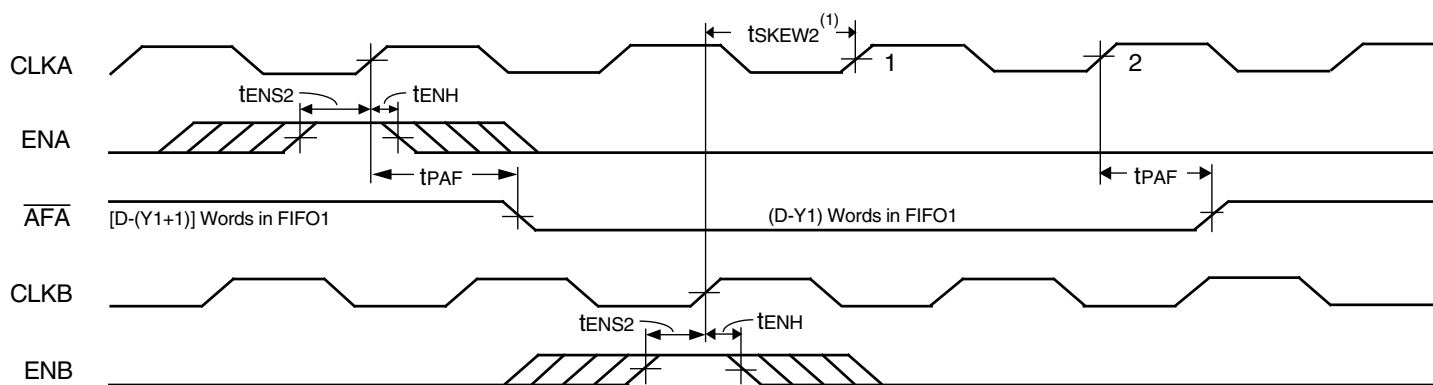 tSKEW2(1)
CLKA
1
2
tENS2
tENH
ENA
tPAF
tPAF
AFA
[D-(Y1+1)] Words in FIFO1
(D-Y1) Words in FIFO1
CLKB
tENS2
tENH
ENB